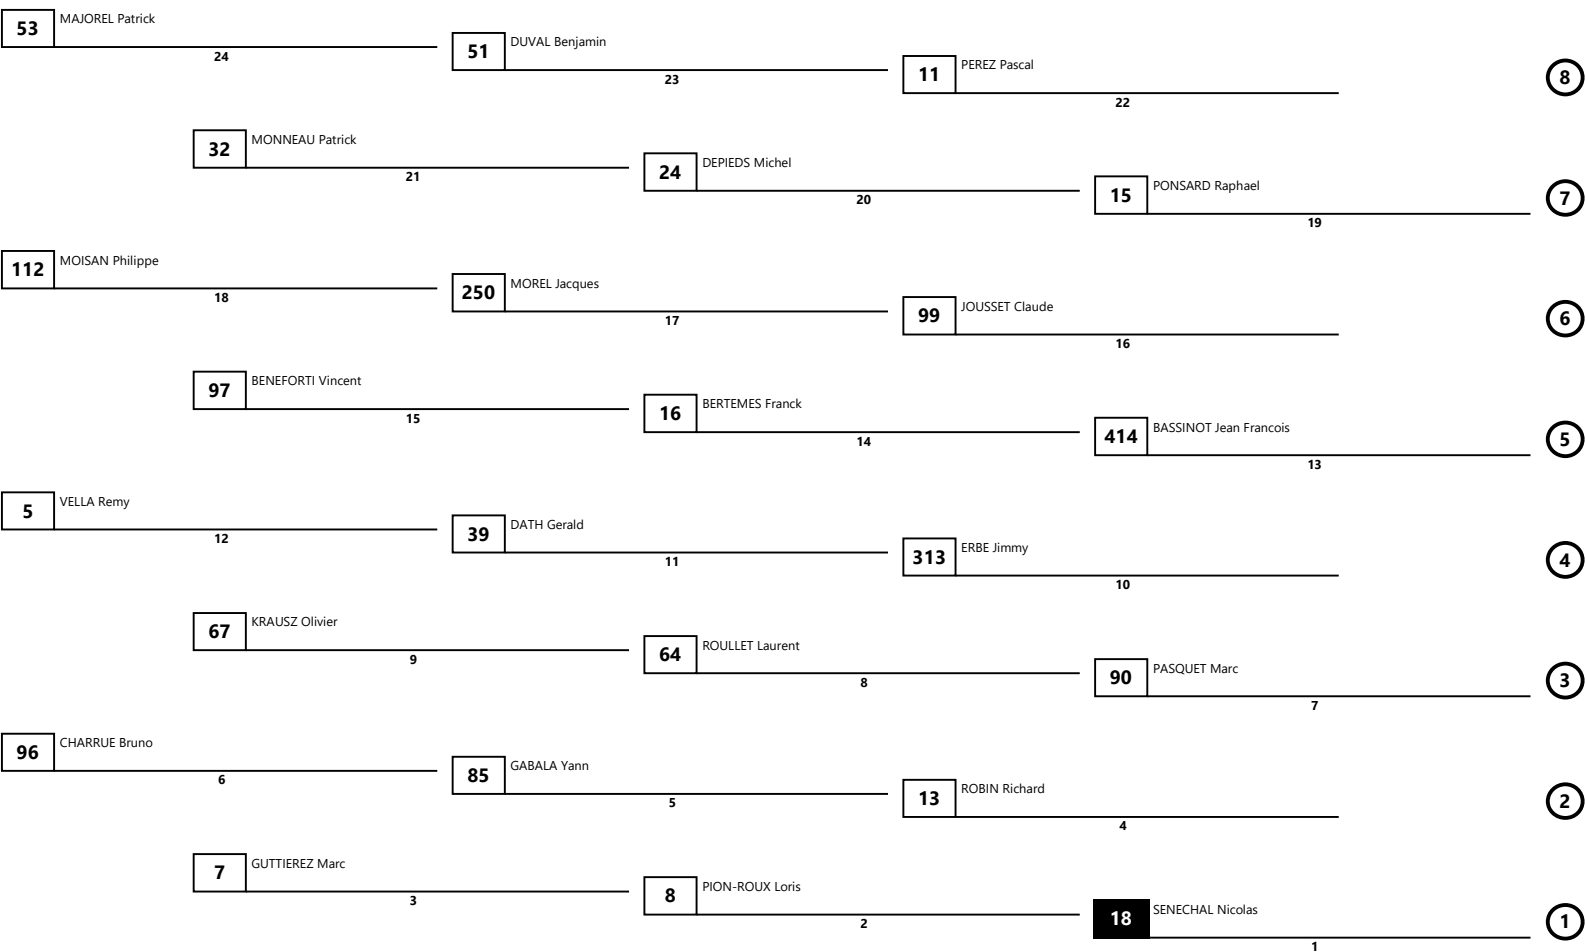 53 MAJOREL Patrick
24
51 DUVAL Benjamin
23
11 PEREZ Pascal
22
8
32 MONNEAU Patrick
21
24 DEPIEDS Michel
20
15 PONSARD Raphael
19
7
112 MOISAN Philippe
18
250 MOREL Jacques
17
99 JOUSSET Claude
16
6
97 BENEFORTI Vincent
15
16 BERTEMES Franck
14
414 BASSINOT Jean Francois
13
5
5 VELLA Remy
12
39 DATH Gerald
11
313 ERBE Jimmy
10
4
67 KRAUSZ Olivier
9
64 ROULLET Laurent
8
90 PASQUET Marc
7
3
96 CHARRUE Bruno
6
85 GABALA Yann
5
13 ROBIN Richard
4
2
7 GUTTIEREZ Marc
3
8 PION-ROUX Loris
2
18 SENECHAL Nicolas
1
1